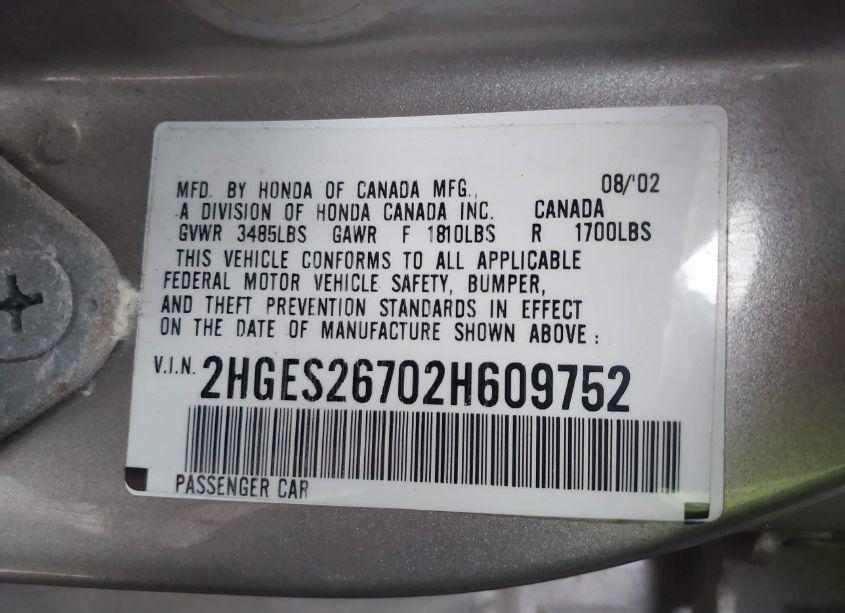 MFD. BY HONDA OF CANADA MFG., 08/'02
A DIVISION OF HONDA CANADA INC. CANADA
GVWR 3485LBS GAWR F 1810LBS R 1700LBS
THIS VEHICLE CONFORMS TO ALL APPLICABLE
FEDERAL MOTOR VEHICLE SAFETY, BUMPER,
AND THEFT PREVENTION STANDARDS IN EFFECT
ON THE DATE OF MANUFACTURE SHOWN ABOVE:
V.I.N. 2HGES26702H609752
PASSENGER CAR